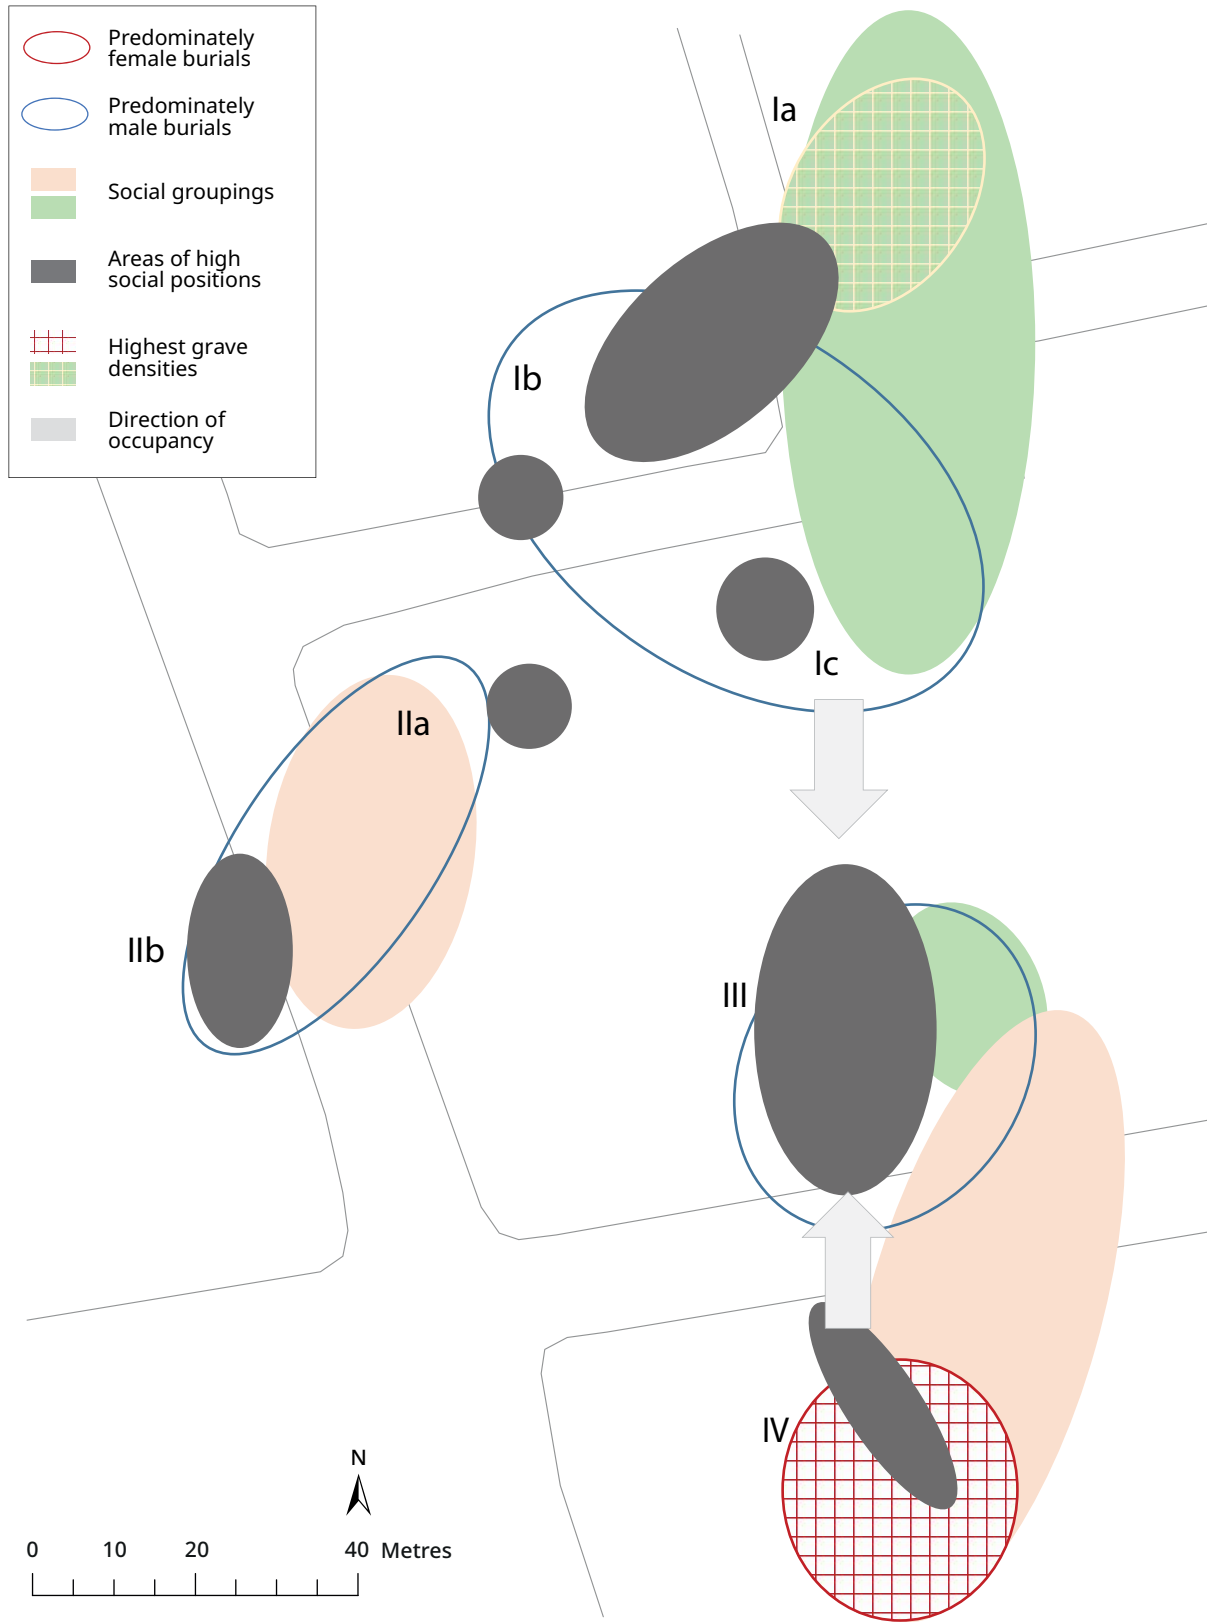 Predominately
female burials
Predominately
male burials
Social groupings
Areas of high
social positions
Highest grave
densities
Direction of
occupancy
Ia
Ib
Ic
IIa
IIb
III
IV
N
0 10 20 40 Metres